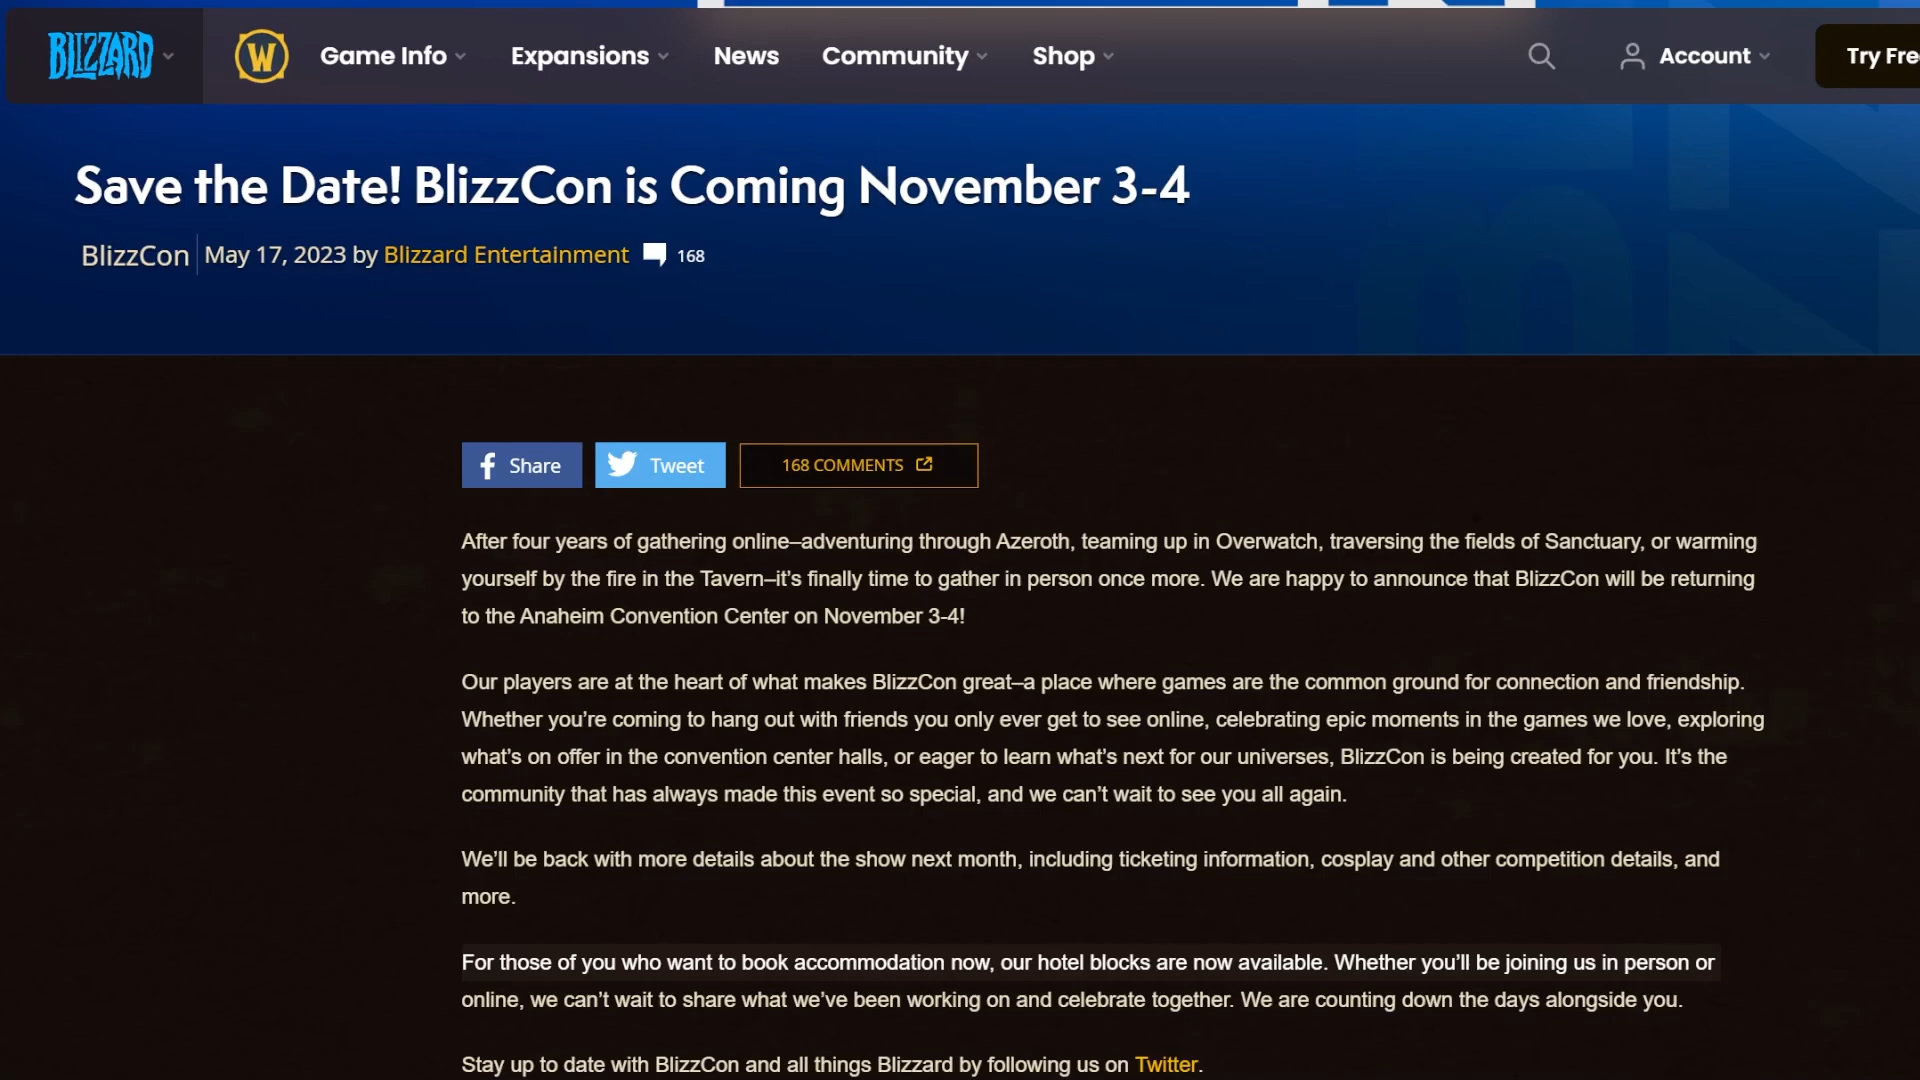 BLIZZARD
W
Game Info
Expansions
News
Community
Shop
Account
Try Fre
Save the Date! BlizzCon is Coming November 3-4
BlizzCon May 17, 2023 by Blizzard Entertainment 168
Share
Tweet
168 COMMENTS
After four years of gathering online–adventuring through Azeroth, teaming up in Overwatch, traversing the fields of Sanctuary, or warming
yourself by the fire in the Tavern–it’s finally time to gather in person once more. We are happy to announce that BlizzCon will be returning
to the Anaheim Convention Center on November 3-4!
Our players are at the heart of what makes BlizzCon great–a place where games are the common ground for connection and friendship.
Whether you’re coming to hang out with friends you only ever get to see online, celebrating epic moments in the games we love, exploring
what’s on offer in the convention center halls, or eager to learn what’s next for our universes, BlizzCon is being created for you. It’s the
community that has always made this event so special, and we can’t wait to see you all again.
We’ll be back with more details about the show next month, including ticketing information, cosplay and other competition details, and
more.
For those of you who want to book accommodation now, our hotel blocks are now available. Whether you’ll be joining us in person or
online, we can’t wait to share what we’ve been working on and celebrate together. We are counting down the days alongside you.
Stay up to date with BlizzCon and all things Blizzard by following us on Twitter.